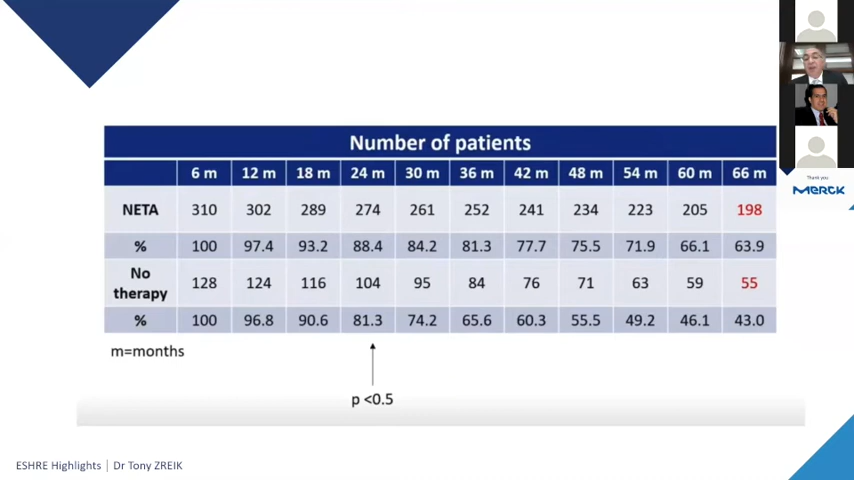 Number of patients
6 m 12 m 18 m 24 m 30 m 36 m 42 m 48 m 54 m 60 m 66 m
NETA 310 302 289 274 261 252 241 234 223 205 198
% 100 97.4 93.2 88.4 84.2 81.3 77.7 75.5 71.9 66.1 63.9
No
therapy 128 124 116 104 95 84 76 71 63 59 55
% 100 96.8 90.6 81.3 74.2 65.6 60.3 55.5 49.2 46.1 43.0
m=months
p <0.5
ESHRE Highlights | Dr Tony ZREIK
Thank you
MERCK